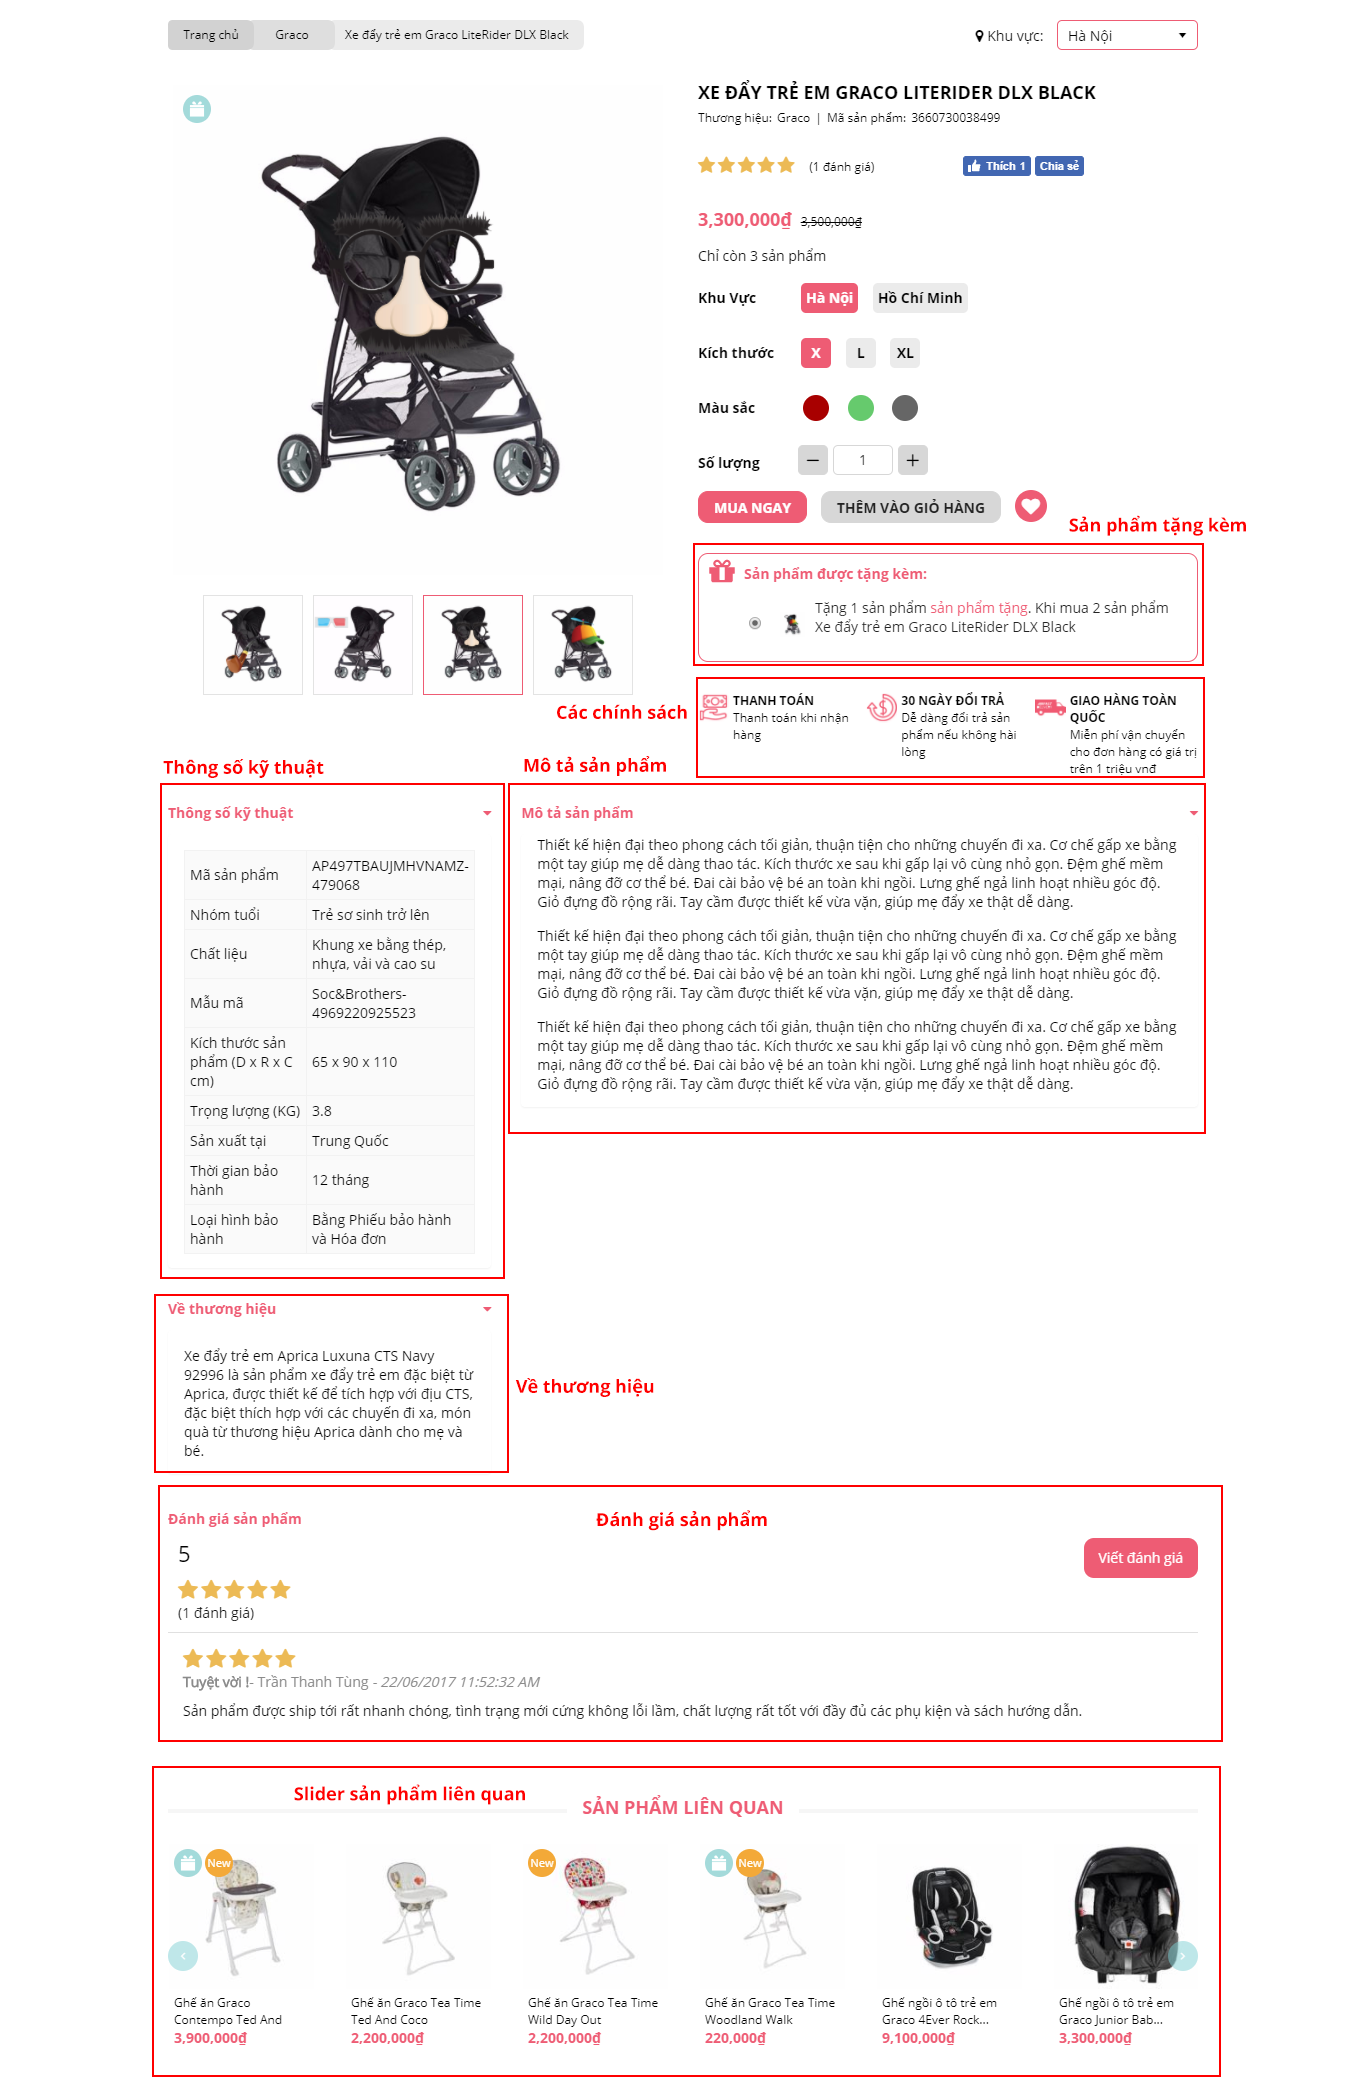 Trang chủ
Graco
Xe đẩy trẻ em Graco LiteRider DLX Black
Khu vực:
Hà Nội
XE ĐẨY TRẺ EM GRACO LITERIDER DLX BLACK
Thương hiệu: Graco | Mã sản phẩm: 3660730038499
(1 đánh giá)
Thích 1
Chia sẻ
3,300,000₫ 3,500,000₫
Chỉ còn 3 sản phẩm
Khu Vực
Hà Nội
Hồ Chí Minh
Kích thước
X
L
XL
Màu sắc
Số lượng
1
MUA NGAY
THÊM VÀO GIỎ HÀNG
Sản phẩm tặng kèm
Sản phẩm được tặng kèm:
Tặng 1 sản phẩm sản phẩm tặng. Khi mua 2 sản phẩm
Xe đẩy trẻ em Graco LiteRider DLX Black
Các chính sách
THANH TOÁN
Thanh toán khi nhận
hàng
30 NGÀY ĐỔI TRẢ
Dễ dàng đổi trả sản
phẩm nếu không hài
lòng
GIAO HÀNG TOÀN
QUỐC
Miễn phí vận chuyển
cho đơn hàng có giá trị
trên 1 triệu vnđ
Thông số kỹ thuật
Thông số kỹ thuật
Mã sản phẩm
AP497TBAUJMHVNAMZ-
479068
Nhóm tuổi
Trẻ sơ sinh trở lên
Chất liệu
Khung xe bằng thép,
nhựa, vải và cao su
Mẫu mã
Soc&Brothers-
4969220925523
Kích thước sản
phẩm (D x R x C
cm)
65 x 90 x 110
Trọng lượng (KG)
3.8
Sản xuất tại
Trung Quốc
Thời gian bảo
hành
12 tháng
Loại hình bảo
hành
Bằng Phiếu bảo hành
và Hóa đơn
Mô tả sản phẩm
Mô tả sản phẩm
Thiết kế hiện đại theo phong cách tối giản, thuận tiện cho những chuyến đi xa. Cơ chế gấp xe bằng
một tay giúp mẹ dễ dàng thao tác. Kích thước xe sau khi gấp lại vô cùng nhỏ gọn. Đệm ghế mềm
mại, nâng đỡ cơ thể bé. Đai cài bảo vệ bé an toàn khi ngồi. Lưng ghế ngả linh hoạt nhiều góc độ.
Giỏ đựng đồ rộng rãi. Tay cầm được thiết kế vừa vặn, giúp mẹ đẩy xe thật dễ dàng.
Thiết kế hiện đại theo phong cách tối giản, thuận tiện cho những chuyến đi xa. Cơ chế gấp xe bằng
một tay giúp mẹ dễ dàng thao tác. Kích thước xe sau khi gấp lại vô cùng nhỏ gọn. Đệm ghế mềm
mại, nâng đỡ cơ thể bé. Đai cài bảo vệ bé an toàn khi ngồi. Lưng ghế ngả linh hoạt nhiều góc độ.
Giỏ đựng đồ rộng rãi. Tay cầm được thiết kế vừa vặn, giúp mẹ đẩy xe thật dễ dàng.
Thiết kế hiện đại theo phong cách tối giản, thuận tiện cho những chuyến đi xa. Cơ chế gấp xe bằng
một tay giúp mẹ dễ dàng thao tác. Kích thước xe sau khi gấp lại vô cùng nhỏ gọn. Đệm ghế mềm
mại, nâng đỡ cơ thể bé. Đai cài bảo vệ bé an toàn khi ngồi. Lưng ghế ngả linh hoạt nhiều góc độ.
Giỏ đựng đồ rộng rãi. Tay cầm được thiết kế vừa vặn, giúp mẹ đẩy xe thật dễ dàng.
Về thương hiệu
Xe đẩy trẻ em Aprica Luxuna CTS Navy
92996 là sản phẩm xe đẩy trẻ em đặc biệt từ
Aprica, được thiết kế để tích hợp với địu CTS,
đặc biệt thích hợp với các chuyến đi xa, món
quà từ thương hiệu Aprica dành cho mẹ và
bé.
Về thương hiệu
Đánh giá sản phẩm
Đánh giá sản phẩm
5
Viết đánh giá
(1 đánh giá)
Tuyệt vời !- Trần Thanh Tùng - 22/06/2017 11:52:32 AM
Sản phẩm được ship tới rất nhanh chóng, tình trạng mới cứng không lỗi lầm, chất lượng rất tốt với đầy đủ các phụ kiện và sách hướng dẫn.
Slider sản phẩm liên quan
SẢN PHẨM LIÊN QUAN
New
New
New
Ghế ăn Graco
Contempo Ted And
3,900,000₫
Ghế ăn Graco Tea Time
Ted And Coco
2,200,000₫
Ghế ăn Graco Tea Time
Wild Day Out
2,200,000₫
Ghế ăn Graco Tea Time
Woodland Walk
220,000₫
Ghế ngồi ô tô trẻ em
Graco 4Ever Rock...
9,100,000₫
Ghế ngồi ô tô trẻ em
Graco Junior Bab...
3,300,000₫